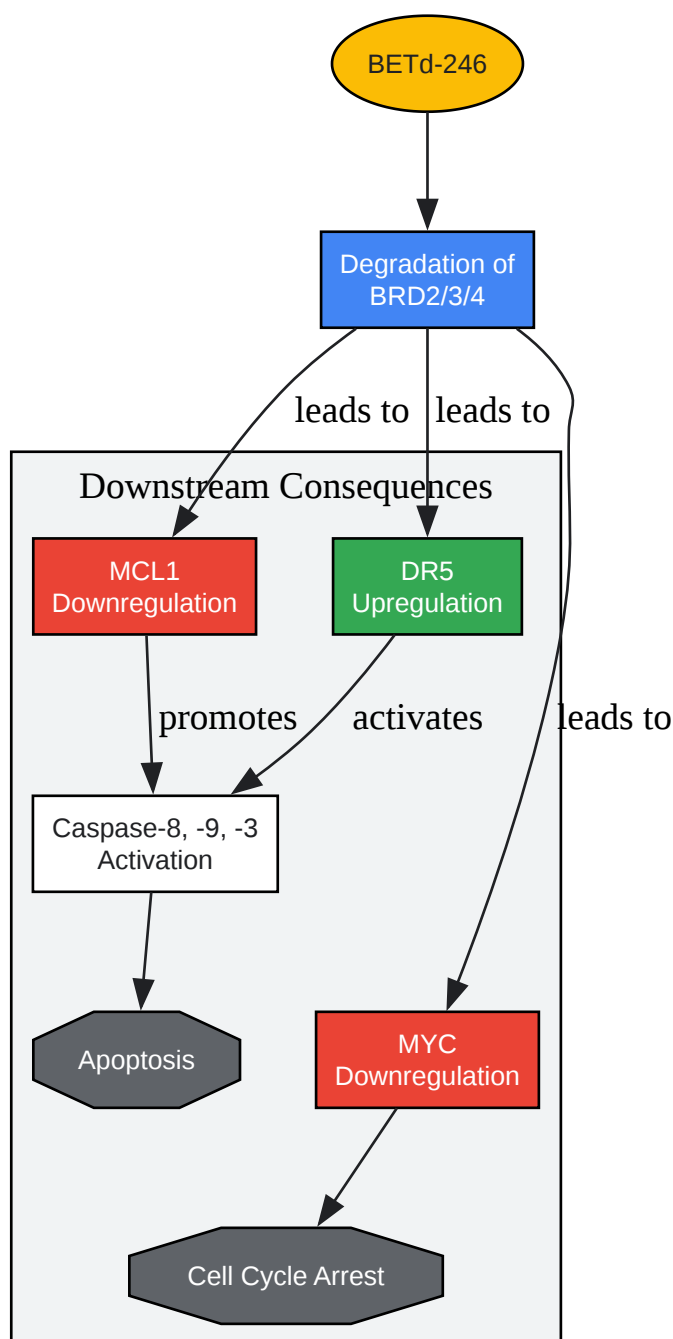 BETd-246
Degradation of
BRD2/3/4
leads to
leads to
Downstream Consequences
MCL1
Downregulation
DR5
Upregulation
promotes
activates
leads to
Caspase-8, -9, -3
Activation
Apoptosis
MYC
Downregulation
Cell Cycle Arrest